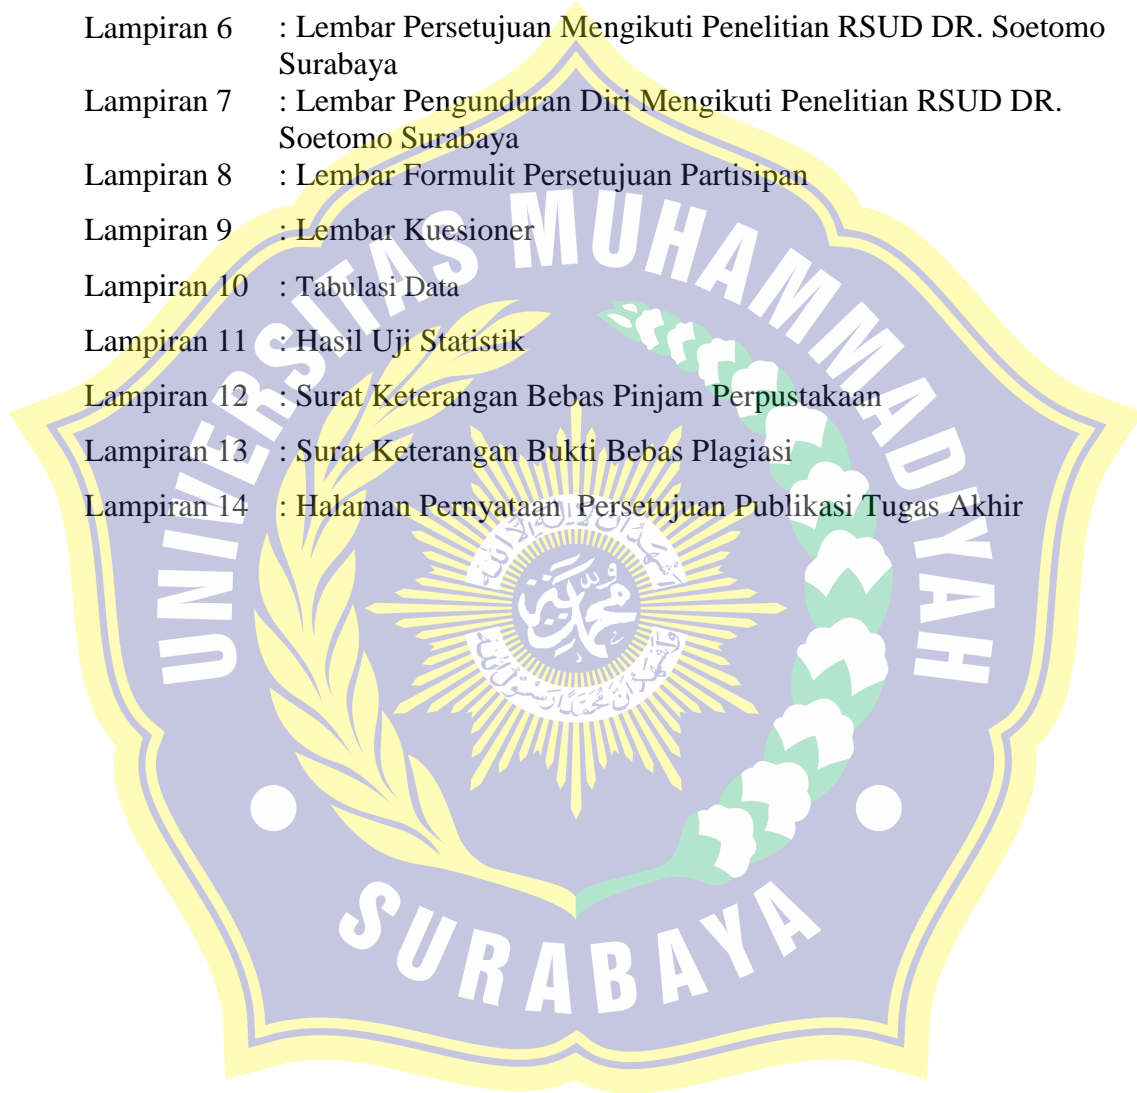 Lampiran 6 : Lembar Persetujuan Mengikuti Penelitian RSUD DR. Soetomo
Surabaya
Lampiran 7 : Lembar Pengunduran Diri Mengikuti Penelitian RSUD DR.
Soetomo Surabaya
Lampiran 8 : Lembar Formulit Persetujuan Partisipan
Lampiran 9 : Lembar Kuesioner
Lampiran 10 : Tabulasi Data
Lampiran 11 : Hasil Uji Statistik
Lampiran 12 : Surat Keterangan Bebas Pinjam Perpustakaan
Lampiran 13 : Surat Keterangan Bukti Bebas Plagiasi
Lampiran 14 : Halaman Pernyataan Persetujuan Publikasi Tugas Akhir
UNIVERSITAS MUHAMMADYAH
SURABAYA